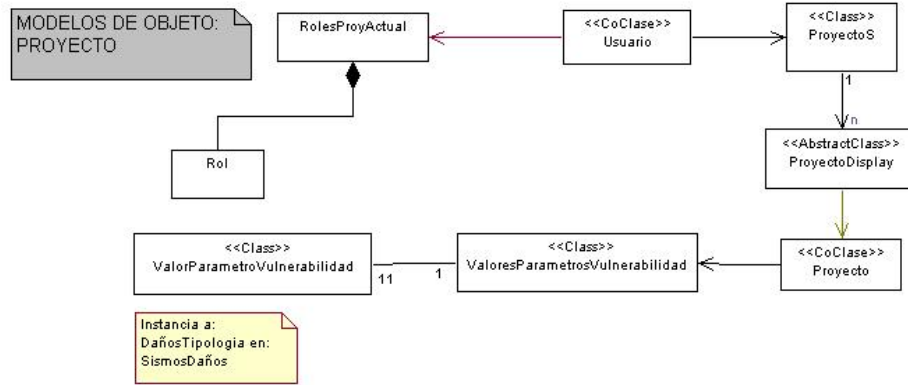 MODELOS DE OBJETO:
PROYECTO
RolesProyActual
<<CoClase>>
Usuario
<<Class>>
ProyectoS
1
n
Rol
<<AbstractClass>>
ProyectoDisplay
<<Class>>
ValorParametroVulnerabilidad
11
1
<<Class>>
ValoresParametrosVulnerabilidad
<<CoClase>>
Proyecto
Instancia a:
DañosTipologia en:
SismosDaños